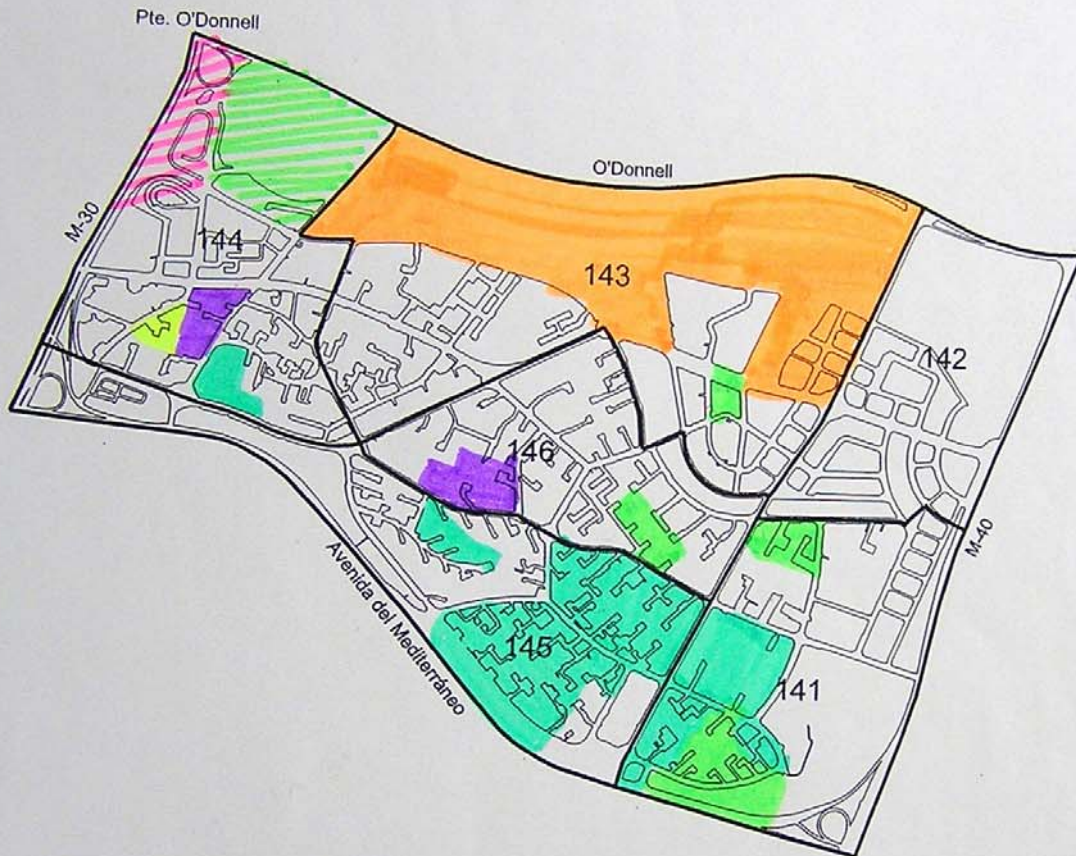 Pte. O'Donnell
O'Donnell
M-30
144
143
142
146
M-40
Avenida del Mediterráneo
145
141